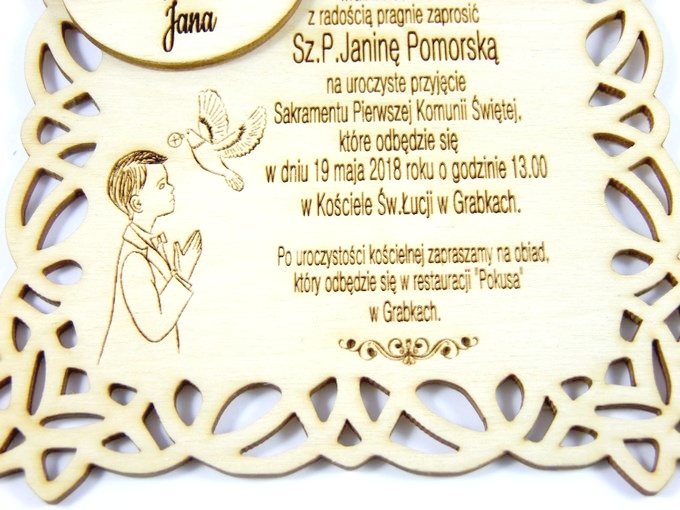 Jana
z radością pragnie zaprosić
Sz.P.Janinę Pomorską
na uroczyste przyjęcie
Sakramentu Pierwszej Komunii Świętej,
które odbędzie się
w dniu 19 maja 2018 roku o godzinie 13.00
w Kościele Św.Łucji w Grabkach.
Po uroczystości kościelnej zapraszamy na obiad,
który odbędzie się w restauracji "Pokusa"
w Grabkach.